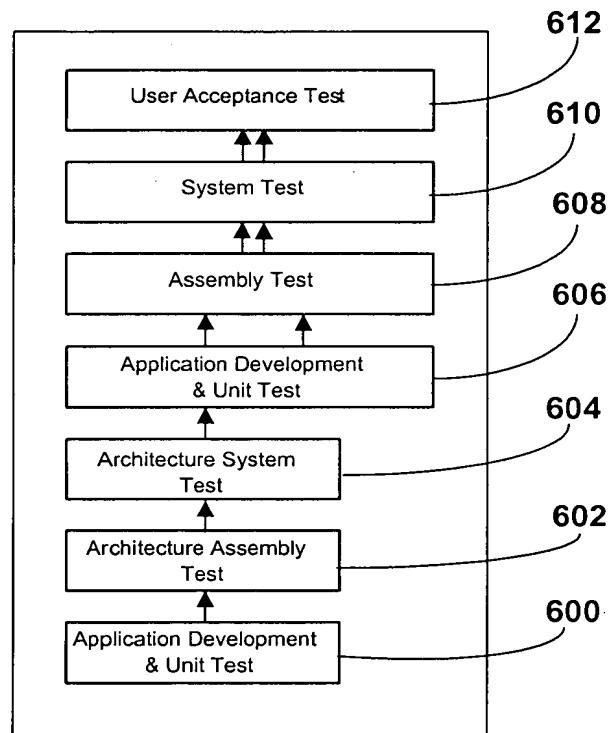 612
User Acceptance Test
610
System Test
608
Assembly Test
606
Application Development
& Unit Test
604
Architecture System
Test
602
Architecture Assembly
Test
600
Application Development
& Unit Test